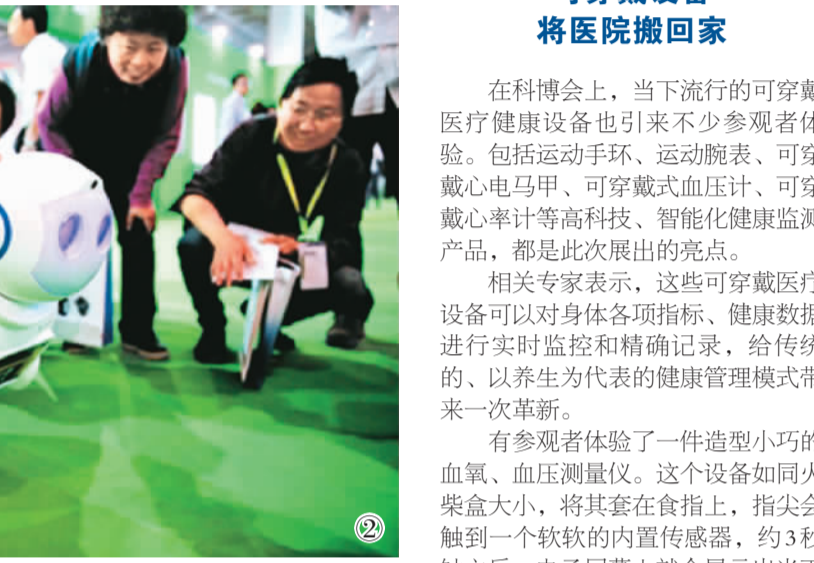 可穿戴设备
将医院搬回家
在科博会上，当下流行的可穿戴
医疗健康设备也引来不少参观者体
验。包括运动手环、运动腕表、可穿
戴心电马甲、可穿戴式血压计、可穿
戴心率计等高科技、智能化健康监测
产品，都是此次展出的亮点。
相关专家表示，这些可穿戴医疗
设备可以对身体各项指标、健康数据
进行实时监控和精确记录，给传统
的、以养生为代表的健康管理模式带
来一次革新。
有参观者体验了一件造型小巧的
血氧、血压测量仪。这个设备如同火
柴盒大小，将其套在食指上，指尖会
触到一个软软的内置传感器，约3秒
②